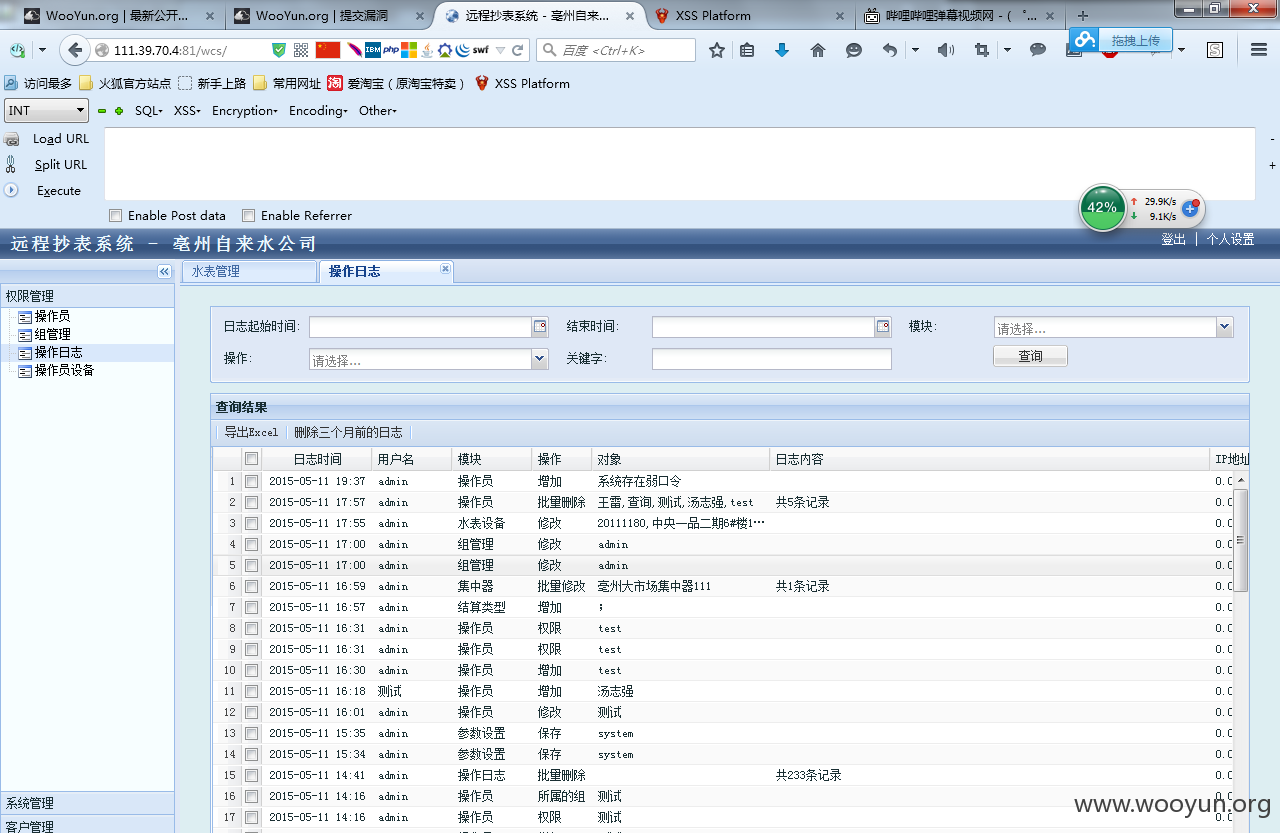 WooYun.org | 最新公开... WooYun.org | 提交漏洞 远程抄表系统 - 亳州自来... XSS Platform 哔哩哔哩弹幕视频网 - ( ゜...
111.39.70.4:81/wcs/ IBM php swf 百度 <Ctrl+K> S 拖拽上传
访问最多 火狐官方站点 新手上路 常用网址 淘 爱淘宝（原淘宝特卖） XSS Platform
INT SQL XSS Encryption Encoding Other
Load URL
Split URL
Execute
Enable Post data Enable Referrer
42% 29.9K/s
9.1K/s
远程抄表系统 - 亳州自来水公司 登出 | 个人设置
水表管理 操作日志
权限管理
操作员
组管理
操作日志
操作员设备
系统管理
客户管理
日志起始时间: 结束时间: 模块: 请选择...
操作: 请选择... 关键字: 查询
查询结果
导出Excel 删除三个月前的日志
日志时间 用户名 模块 操作 对象 日志内容 IP地址
1 2015-05-11 19:37 admin 操作员 增加 系统存在弱口令 0.0
2 2015-05-11 17:57 admin 操作员 批量删除 王雷,查询,测试,汤志强,test 共5条记录 0.0
3 2015-05-11 17:55 admin 水表设备 修改 20111180,中央一品二期6#楼1... 0.0
4 2015-05-11 17:00 admin 组管理 修改 admin 0.0
5 2015-05-11 17:00 admin 组管理 修改 admin 0.0
6 2015-05-11 16:59 admin 集中器 批量修改 亳州大市场集中器111 共1条记录 0.0
7 2015-05-11 16:57 admin 结算类型 增加 ; 0.0
8 2015-05-11 16:31 admin 操作员 权限 test 0.0
9 2015-05-11 16:31 admin 操作员 权限 test 0.0
10 2015-05-11 16:30 admin 操作员 增加 test 0.0
11 2015-05-11 16:18 测试 操作员 增加 汤志强 0.0
12 2015-05-11 16:01 admin 操作员 修改 测试 0.0
13 2015-05-11 15:35 admin 参数设置 保存 system 0.0
14 2015-05-11 15:34 admin 参数设置 保存 system 0.0
15 2015-05-11 14:41 admin 操作日志 批量删除 共233条记录 0.0
16 2015-05-11 14:16 admin 操作员 所属的组 测试 0.0
17 2015-05-11 14:16 admin 操作员 权限 测试 0.0
www.wooyun.org